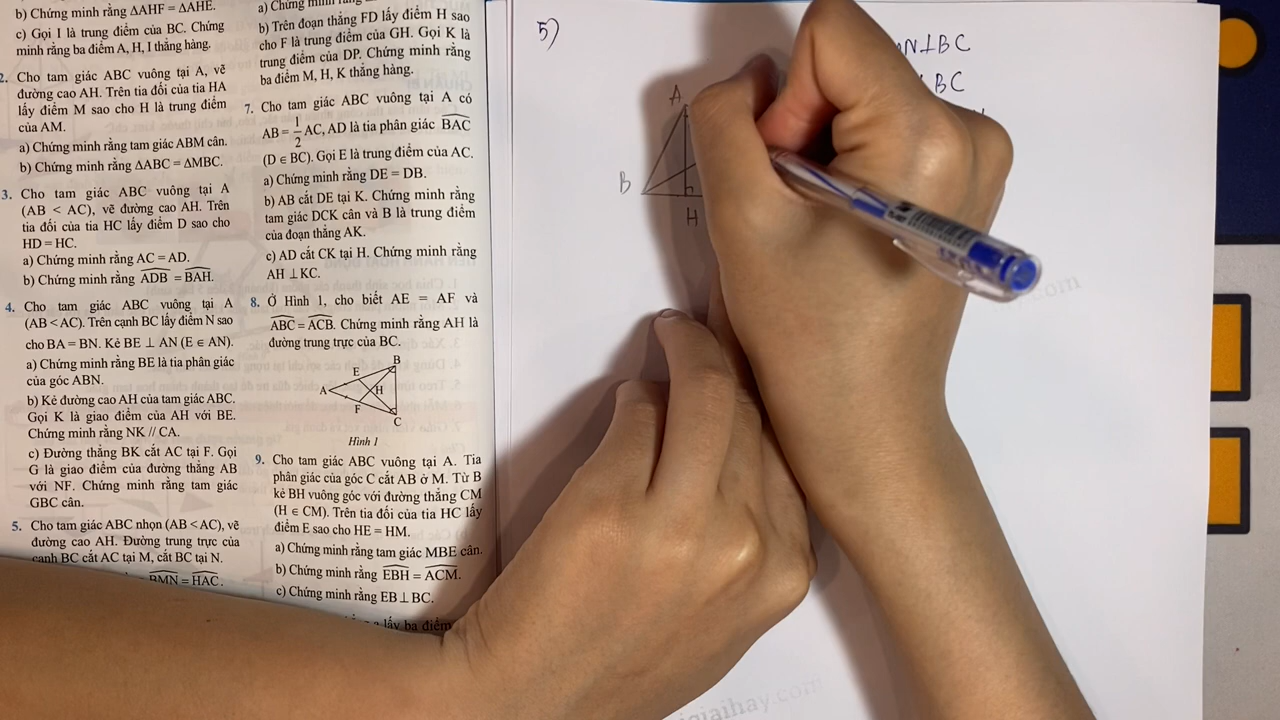 b) Chứng minh rằng ΔAHF = ΔAHE.
c) Gọi I là trung điểm của BC. Chứng
minh rằng ba điểm A, H, I thẳng hàng.
2. Cho tam giác ABC vuông tại A, vẽ
đường cao AH. Trên tia đối của tia HA
lấy điểm M sao cho H là trung điểm
của AM.
a) Chứng minh rằng tam giác ABM cân.
b) Chứng minh rằng ΔABC = ΔMBC.
3. Cho tam giác ABC vuông tại A
(AB < AC), vẽ đường cao AH. Trên
tia đối của tia HC lấy điểm D sao cho
HD = HC.
a) Chứng minh rằng AC = AD.
b) Chứng minh rằng \widehat{ADB} = \widehat{BAH}.
4. Cho tam giác ABC vuông tại A
(AB < AC). Trên cạnh BC lấy điểm N sao
cho BA = BN. Kẻ BE ⊥ AN (E ∈ AN).
a) Chứng minh rằng BE là tia phân giác
của góc ABN.
b) Kẻ đường cao AH của tam giác ABC.
Gọi K là giao điểm của AH với BE.
Chứng minh rằng NK // CA.
c) Đường thẳng BK cắt AC tại F. Gọi
G là giao điểm của đường thẳng AB
với NF. Chứng minh rằng tam giác
GBC cân.
5. Cho tam giác ABC nhọn (AB < AC), vẽ
đường cao AH. Đường trung trực của
cạnh BC cắt AC tại M, cắt BC tại N.
\widehat{BMN} = \widehat{HAC}.
a) Chứng minh
b) Trên đoạn thẳng FD lấy điểm H sao
cho F là trung điểm của GH. Gọi K là
trung điểm của DP. Chứng minh rằng
ba điểm M, H, K thẳng hàng.
7. Cho tam giác ABC vuông tại A có
AB = \frac{1}{2} AC, AD là tia phân giác \widehat{BAC}
(D ∈ BC). Gọi E là trung điểm của AC.
a) Chứng minh rằng DE = DB.
b) AB cắt DE tại K. Chứng minh rằng
tam giác DCK cân và B là trung điểm
của đoạn thẳng AK.
c) AD cắt CK tại H. Chứng minh rằng
AH ⊥ KC.
8. Ở Hình 1, cho biết AE = AF và
\widehat{ABC} = \widehat{ACB}. Chứng minh rằng AH là
đường trung trực của BC.
B
E
A
H
F
C
Hình 1
9. Cho tam giác ABC vuông tại A. Tia
phân giác của góc C cắt AB ở M. Từ B
kẻ BH vuông góc với đường thẳng CM
(H ∈ CM). Trên tia đối của tia HC lấy
điểm E sao cho HE = HM.
a) Chứng minh rằng tam giác MBE cân.
b) Chứng minh rằng \widehat{EBH} = \widehat{ACM}.
c) Chứng minh rằng EB ⊥ BC.
lấy ba điểm
5)
A
B
H
N⊥BC
BC